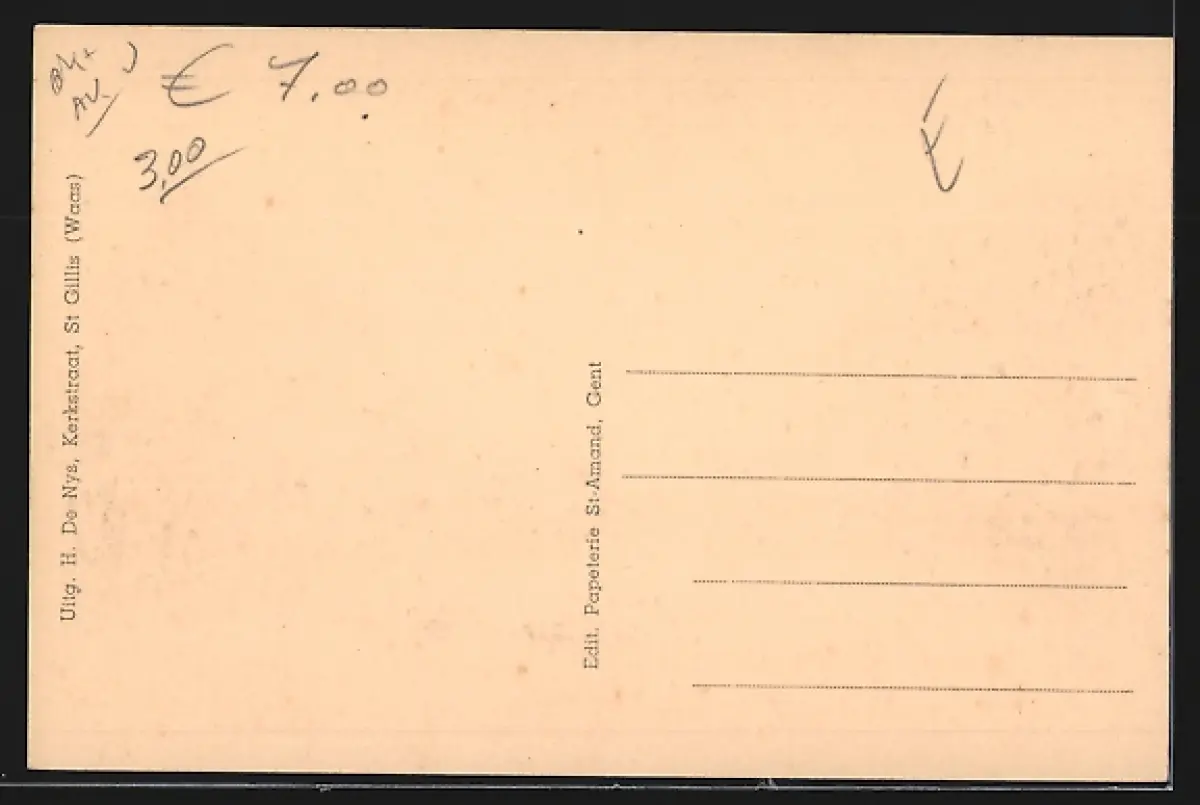 € 7.00
3,00
Uitg. H. De Nys, Kerkstraat, St Gillis (Waas)
Edit. Papeterie St-Amand, Gent